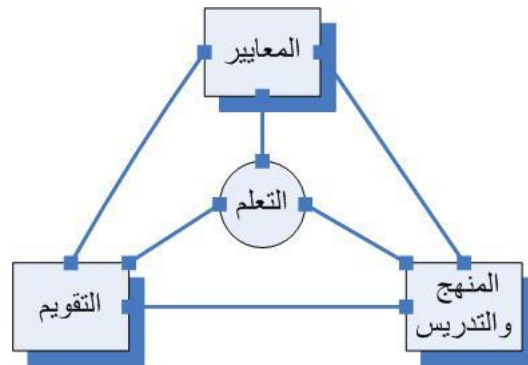 المعايير
التعلم
المنهج
والتدريس
التقويم